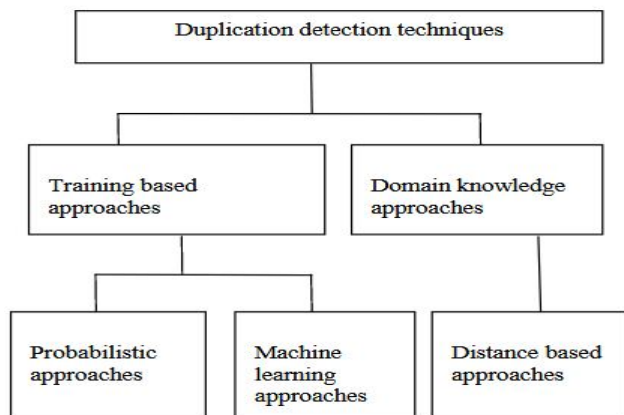 Duplication detection techniques
Training based
approaches
Domain knowledge
approaches
Probabilistic
approaches
Machine
learning
approaches
Distance based
approaches